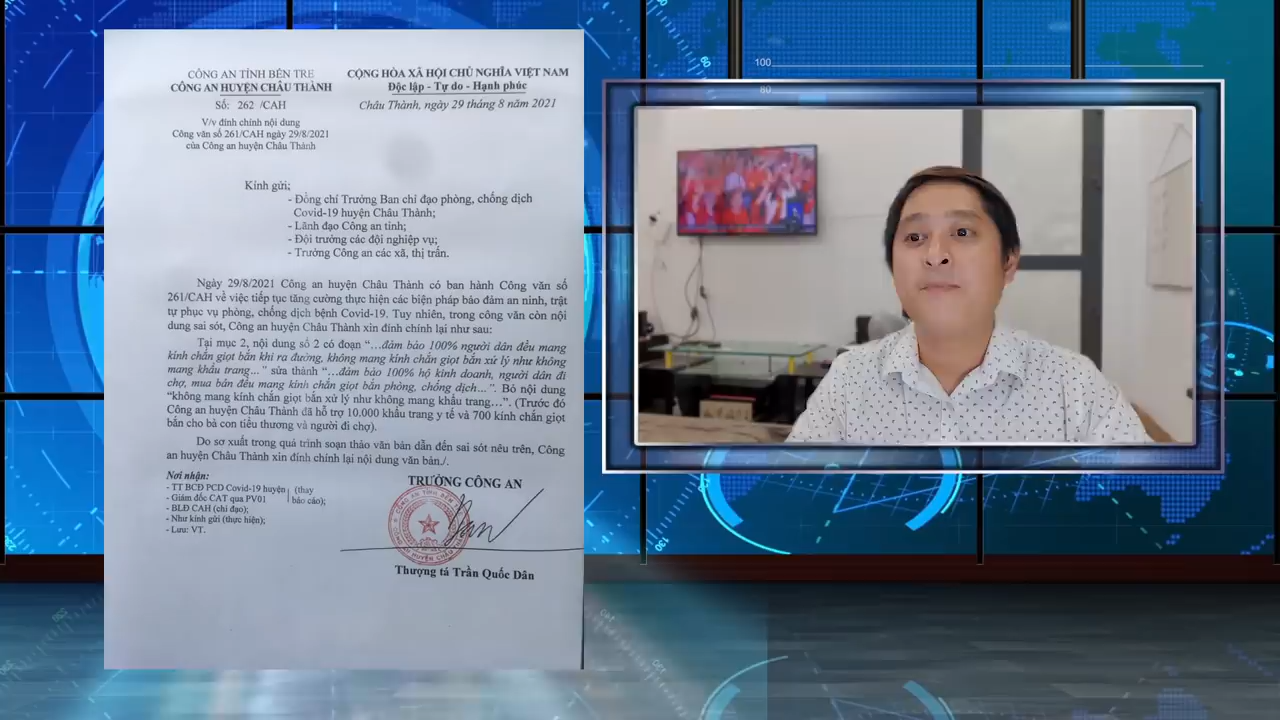 CÔNG AN TỈNH BẾN TRE
CÔNG AN HUYỆN CHÂU THÀNH
Số: 262 /CAH
V/v đính chính nội dung
Công văn số 261/CAH ngày 29/8/2021
của Công an huyện Châu Thành
CỘNG HÒA XÃ HỘI CHỦ NGHĨA VIỆT NAM
Độc lập - Tự do - Hạnh phúc
Châu Thành, ngày 29 tháng 8 năm 2021
Kính gửi:
- Đồng chí Trưởng Ban chỉ đạo phòng, chống dịch
Covid-19 huyện Châu Thành;
- Lãnh đạo Công an tỉnh;
- Đội trưởng các đội nghiệp vụ;
- Trưởng Công an các xã, thị trấn.
Ngày 29/8/2021 Công an huyện Châu Thành có ban hành Công văn số
261/CAH về việc tiếp tục tăng cường thực hiện các biện pháp bảo đảm an ninh, trật
tự phục vụ phòng, chống dịch bệnh Covid-19. Tuy nhiên, trong công văn còn nội
dung sai sót, Công an huyện Châu Thành xin đính chính lại như sau:
Tại mục 2, nội dung số 2 có đoạn “…đảm bảo 100% người dân đều mang
kính chắn giọt bắn khi ra đường, không mang kính chắn giọt bắn xử lý như không
mang khẩu trang…” sửa thành “…đảm bảo 100% hộ kinh doanh, người dân đi
chợ, mua bán đều mang kính chắn giọt bắn phòng, chống dịch…”. Bỏ nội dung
“không mang kính chắn giọt bắn xử lý như không mang khẩu trang…”. (Trước đó
Công an huyện Châu Thành đã hỗ trợ 10.000 khẩu trang y tế và 700 kính chắn giọt
bắn cho bà con tiểu thương và người đi chợ).
Do sơ xuất trong quá trình soạn thảo văn bản dẫn đến sai sót nêu trên, Công
an huyện Châu Thành xin đính chính lại nội dung văn bản./.
Nơi nhận:
- TT BCĐ PCD Covid-19 huyện
- Giám đốc CAT qua PV01
(thay
báo cáo);
- BLĐ CAH (chỉ đạo);
- Như kính gửi (thực hiện);
- Lưu: VT.
TRƯỞNG CÔNG AN
Thượng tá Trần Quốc Dân
100
80
60